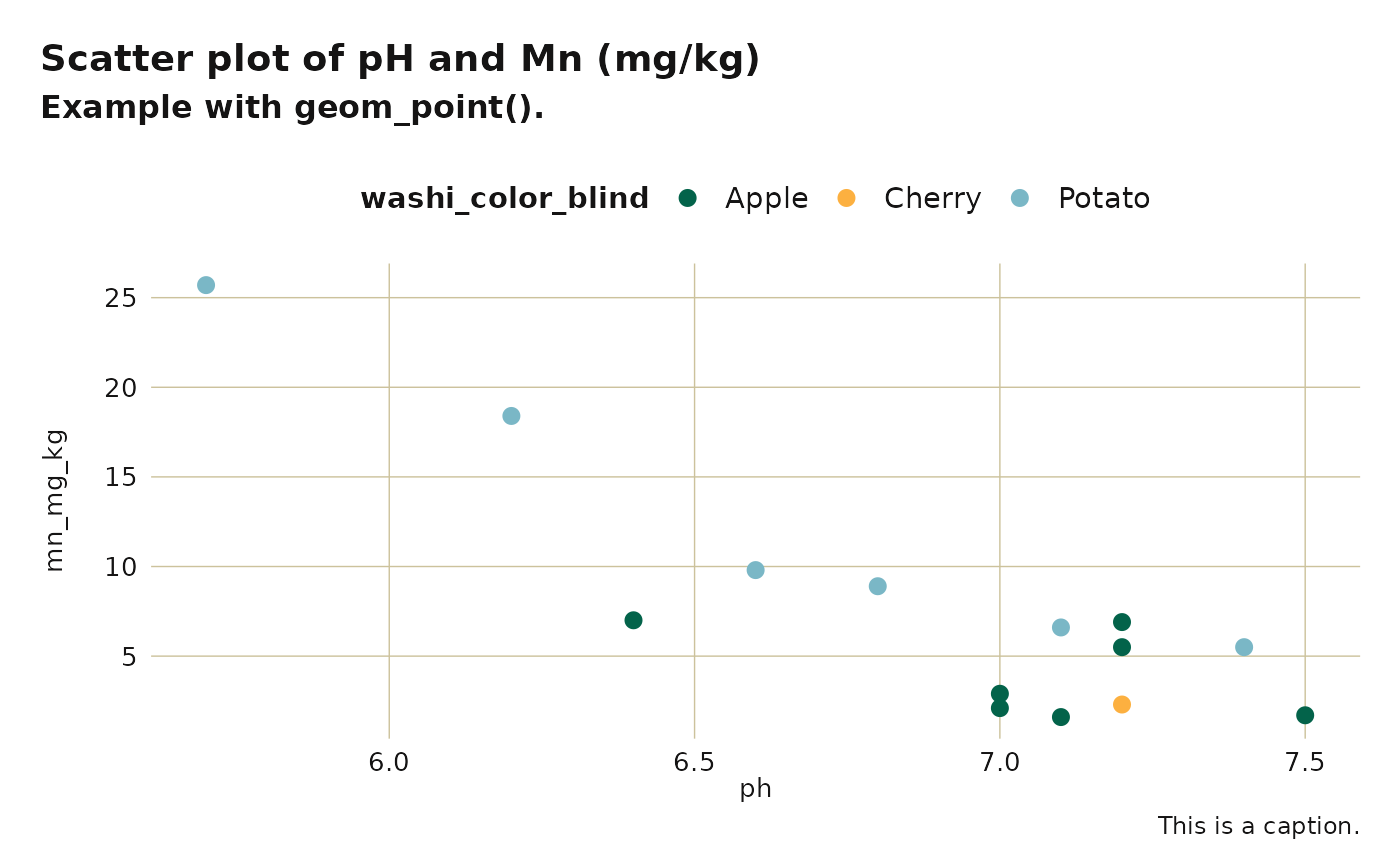 Scatter plot of pH and Mn (mg/kg)
Example with geom_point().
washi_color_blind Apple Cherry Potato
25
20
15
10
5
mn_mg_kg
6.0 6.5 7.0 7.5
ph
This is a caption.